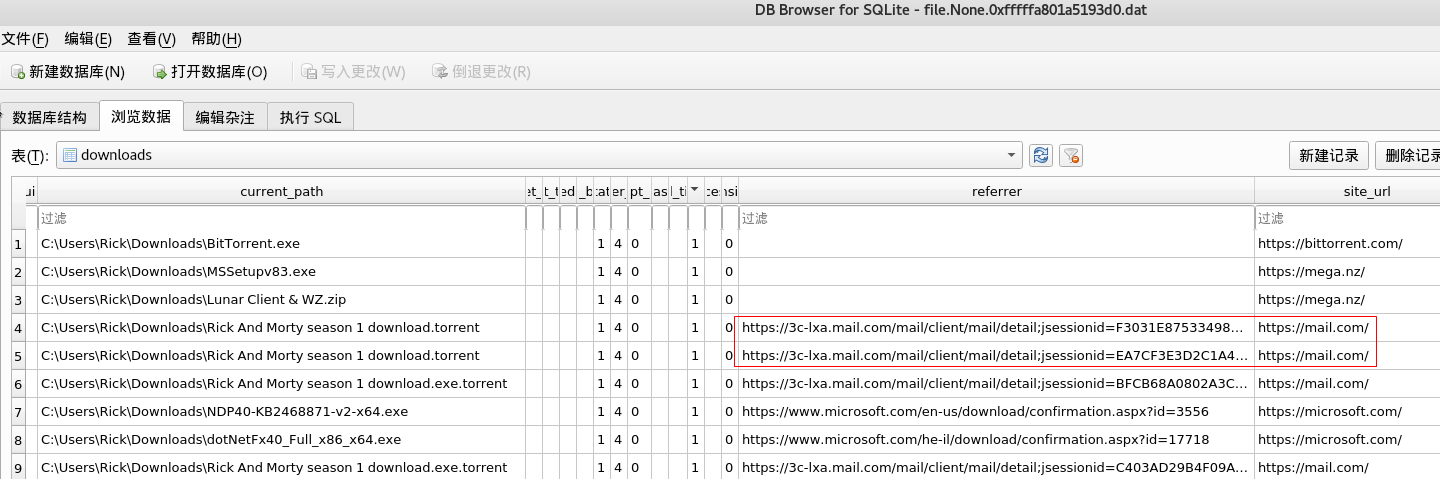 DB Browser for SQLite - file.None.0xfffffa801a5193d0.dat
文件(F) 编辑(E) 查看(V) 帮助(H)
新建数据库(N) 打开数据库(O) 写入更改(W) 倒退更改(R)
数据库结构 浏览数据 编辑杂注 执行 SQL
表(T): downloads 新建记录 删除记录
ui current_path et_ t_t ed _b tat er_ pt_ as l_ti ces nsi referrer site_url
过滤 过滤 过滤
1 C:\Users\Rick\Downloads\BitTorrent.exe 1 4 0 1 0 https://bittorrent.com/
2 C:\Users\Rick\Downloads\MSSetupv83.exe 1 4 0 1 0 https://mega.nz/
3 C:\Users\Rick\Downloads\Lunar Client & WZ.zip 1 4 0 1 0 https://mega.nz/
4 C:\Users\Rick\Downloads\Rick And Morty season 1 download.torrent 1 4 0 1 0 https://3c-lxa.mail.com/mail/client/mail/detail;jsessionid=F3031E87533498... https://mail.com/
5 C:\Users\Rick\Downloads\Rick And Morty season 1 download.torrent 1 4 0 1 0 https://3c-lxa.mail.com/mail/client/mail/detail;jsessionid=EA7CF3E3D2C1A4... https://mail.com/
6 C:\Users\Rick\Downloads\Rick And Morty season 1 download.exe.torrent 1 4 0 1 0 https://3c-lxa.mail.com/mail/client/mail/detail;jsessionid=BFCB68A0802A3C... https://mail.com/
7 C:\Users\Rick\Downloads\NDP40-KB2468871-v2-x64.exe 1 4 0 1 0 https://www.microsoft.com/en-us/download/confirmation.aspx?id=3556 https://microsoft.com/
8 C:\Users\Rick\Downloads\dotNetFx40_Full_x86_x64.exe 1 4 0 1 0 https://www.microsoft.com/he-il/download/confirmation.aspx?id=17718 https://microsoft.com/
9 C:\Users\Rick\Downloads\Rick And Morty season 1 download.exe.torrent 1 4 0 1 0 https://3c-lxa.mail.com/mail/client/mail/detail;jsessionid=C403AD29B4F09A... https://mail.com/